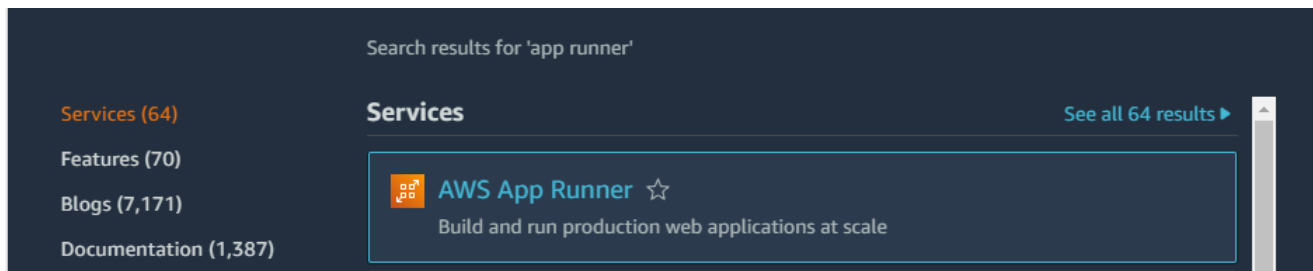 Search results for 'app runner'
Services (64)
Features (70)
Blogs (7,171)
Documentation (1,387)
Services
See all 64 results
AWS App Runner
Build and run production web applications at scale